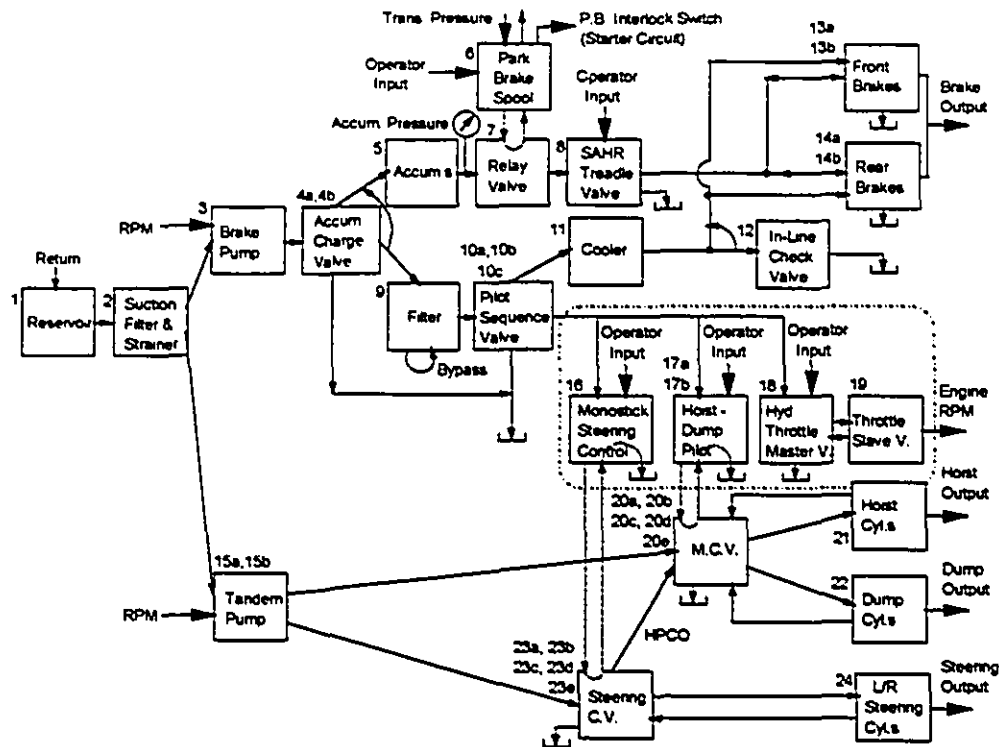 Trans. Pressure
P.B. Interlock Switch
(Starter Circuit)
6
Park
Brake
Spool
Operator
Input
Operator
Input
13a
13b
Front
Brakes
Brake
Output
Accum. Pressure
7
5
Accum.s
Relay
Valve
8
SAHR
Treadle
Valve
14a
14b
Rear
Brakes
4a, 4b
3
RPM
Brake
Pump
Accum
Charge
Valve
10a, 10b
10c
11
Cooler
12
In-Line
Check
Valve
Return
1
Reservoir
2
Suction
Filter &
Strainer
9
Filter
Pilot
Sequence
Valve
Bypass
Operator
Input
Operator
Input
Operator
Input
17a
17b
16
Monostick
Steering
Control
Hoist -
Dump
Pilot
18
Hyd
Throttle
Master V.
19
Throttle
Slave V.
Engine
RPM
20a, 20b
20c, 20d
20e
M.C.V.
Horst
Cyl.s
21
Horst
Output
15a, 15b
RPM
Tandem
Pump
22
Dump
Cyl.s
Dump
Output
HPCO
23a, 23b
23c, 23d
23e
Steering
C.V.
24
L/R
Steering
Cyl.s
Steering
Output